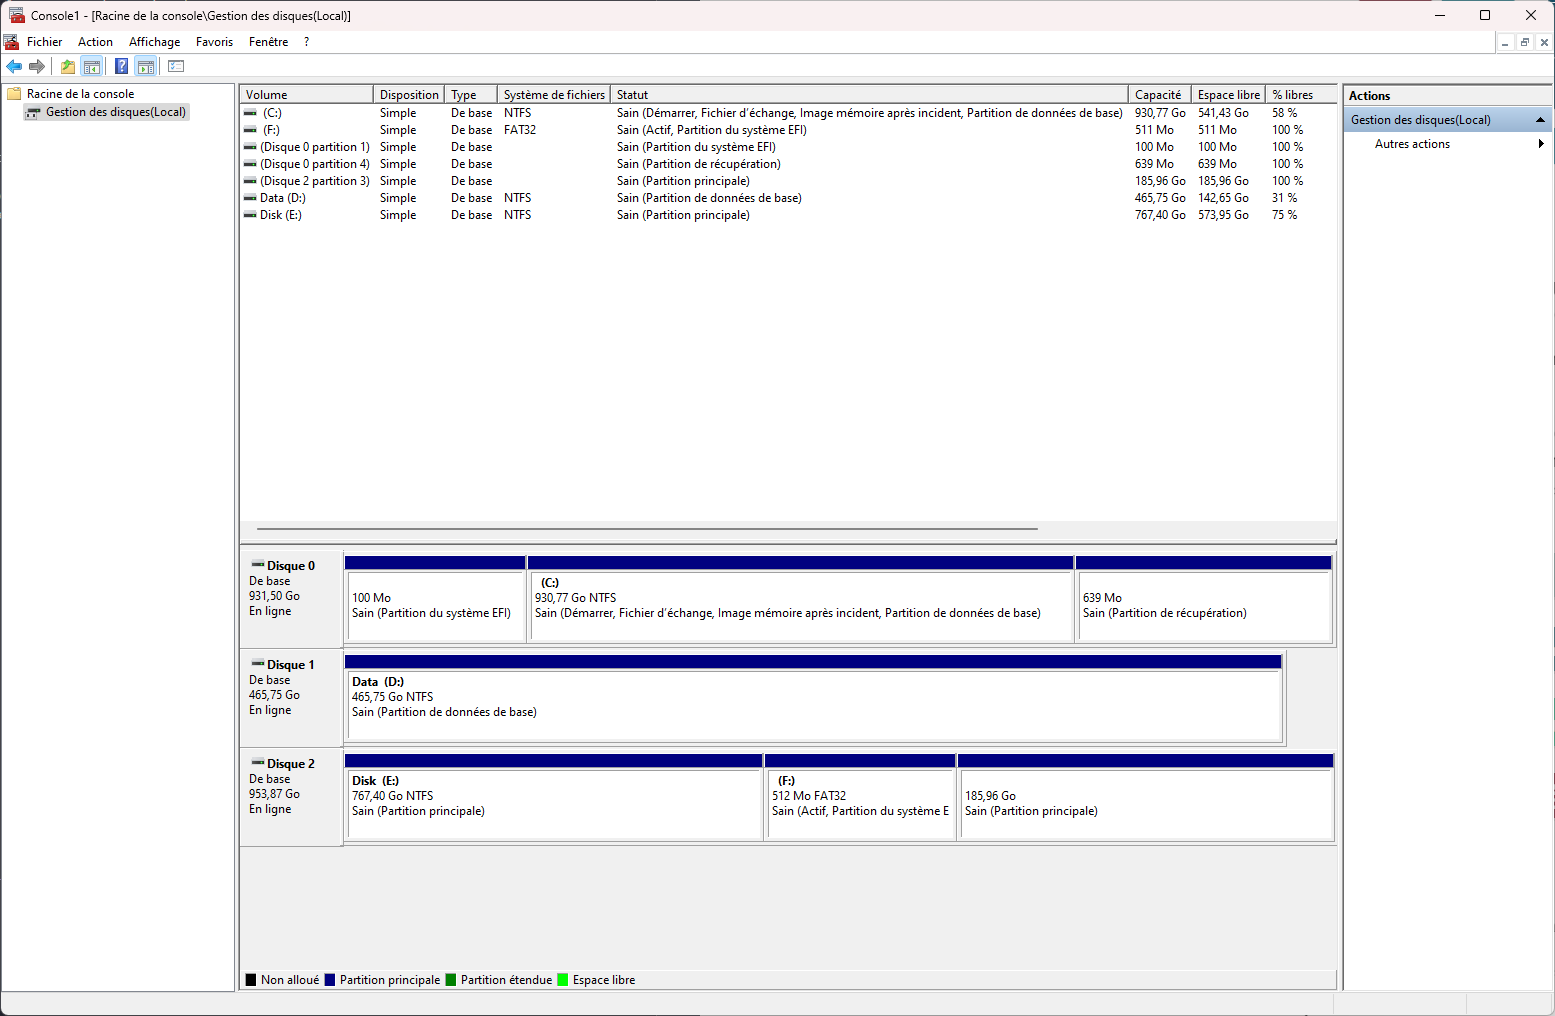 Console1 - [Racine de la console\Gestion des disques(Local)]
Fichier Action Affichage Favoris Fenêtre ?
Racine de la console
Gestion des disques(Local)
Volume Disposition Type Système de fichiers Statut Capacité Espace libre % libres
(C:) Simple De base NTFS Sain (Démarrer, Fichier d'échange, Image mémoire après incident, Partition de données de base) 930,77 Go 541,43 Go 58 %
(F:) Simple De base FAT32 Sain (Actif, Partition du système EFI) 511 Mo 511 Mo 100 %
(Disque 0 partition 1) Simple De base Sain (Partition du système EFI) 100 Mo 100 Mo 100 %
(Disque 0 partition 4) Simple De base Sain (Partition de récupération) 639 Mo 639 Mo 100 %
(Disque 2 partition 3) Simple De base Sain (Partition principale) 185,96 Go 185,96 Go 100 %
Data (D:) Simple De base NTFS Sain (Partition de données de base) 465,75 Go 142,65 Go 31 %
Disk (E:) Simple De base NTFS Sain (Partition principale) 767,40 Go 573,95 Go 75 %
Actions
Gestion des disques(Local)
Autres actions
Disque 0
De base
931,50 Go
En ligne
100 Mo
Sain (Partition du système EFI)
(C:)
930,77 Go NTFS
Sain (Démarrer, Fichier d'échange, Image mémoire après incident, Partition de données de base)
639 Mo
Sain (Partition de récupération)
Disque 1
De base
465,75 Go
En ligne
Data (D:)
465,75 Go NTFS
Sain (Partition de données de base)
Disque 2
De base
953,87 Go
En ligne
Disk (E:)
767,40 Go NTFS
Sain (Partition principale)
(F:)
512 Mo FAT32
Sain (Actif, Partition du système E
185,96 Go
Sain (Partition principale)
Non alloué Partition principale Partition étendue Espace libre